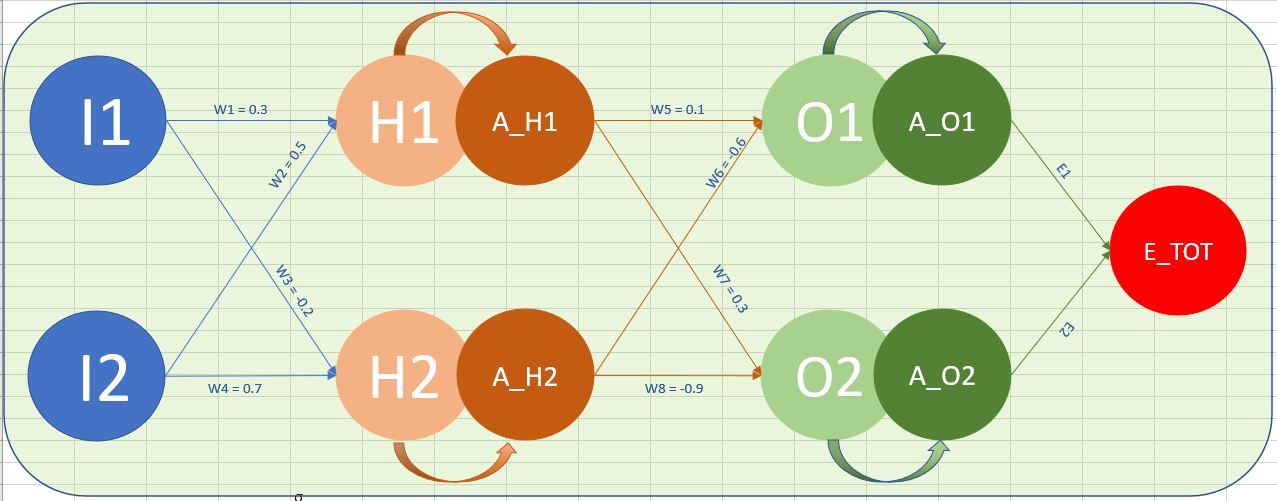 I1
W1 = 0.3
H1
A_H1
W5 = 0.1
O1
A_O1
W2 = 0.5
W6 = -0.6
E1
E_TOT
W3 = -0.2
W7 = 0.3
E2
I2
W4 = 0.7
H2
A_H2
W8 = -0.9
O2
A_O2
σ